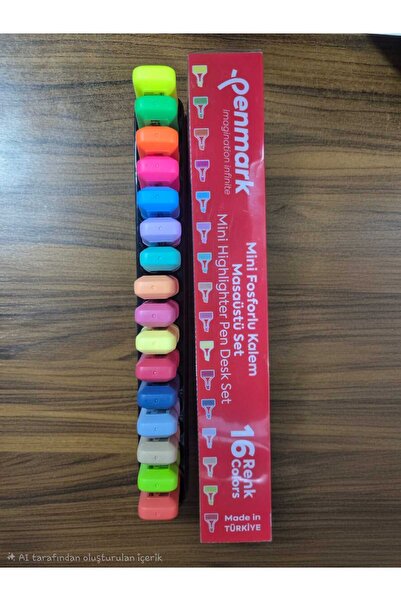 Penmark
imagination infinite
Mini Fosforlu Kalem
Masaüstü Set
Mini Highlighter Pen Desk Set
16 Renk
Colors
Made in
TÜRKİYE
AI tarafından oluşturulan içerik